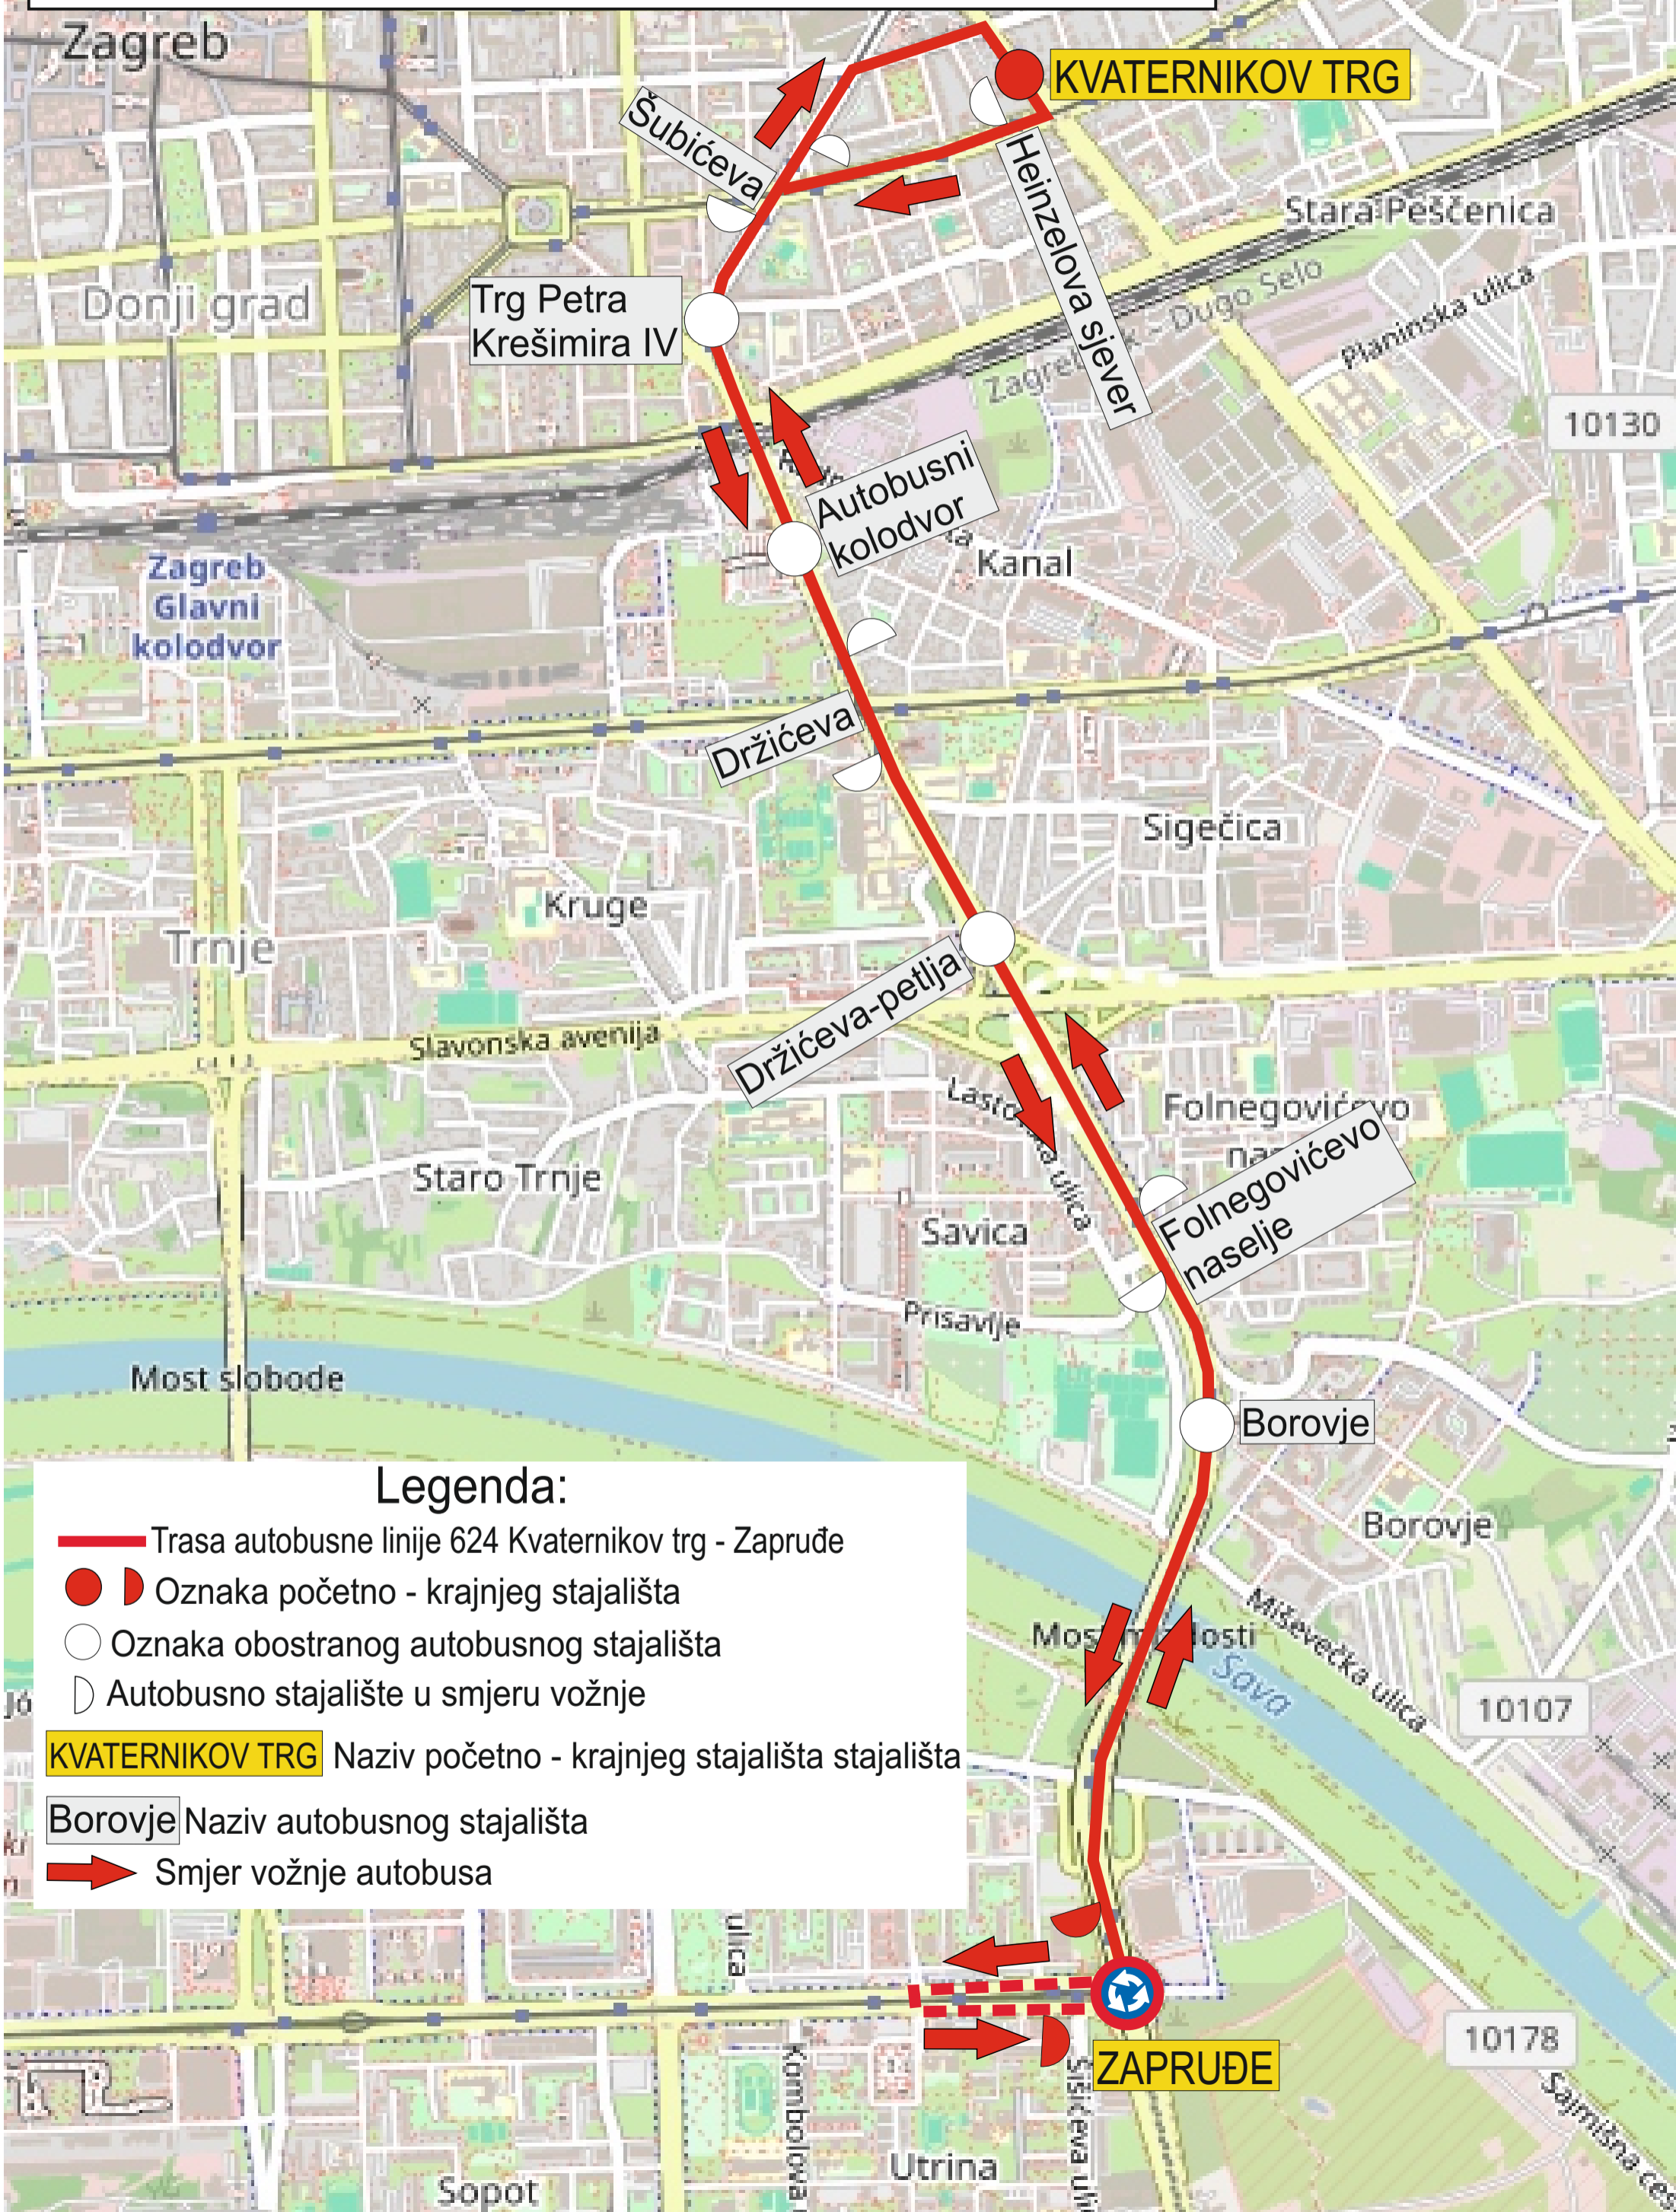 Zagreb
KVATERNIKOV TRG
Šubićeva
Heinzelova sjever
Stara Peščenica
Donji grad
Trg Petra
Krešimira IV
Dugo Selo
Planinska ulica
10130
Autobusni
kolodvor
Kanal
Zagreb
Glavni
kolodvor
Držićeva
Sigečica
Kruge
Trnje
Držićeva-petlja
Slavonska avenija
Folnegovićevo
Folnegovićevo
naselje
ulica
Staro Trnje
Savica
Prisavlje
Most slobode
Borovje
Borovje
Legenda:
Trasa autobusne linije 624 Kvaternikov trg - Zapruđe
Oznaka početno - krajnjeg stajališta
Oznaka obostranog autobusnog stajališta
Autobusno stajalište u smjeru vožnje
KVATERNIKOV TRG Naziv početno - krajnjeg stajališta stajališta
Borovje Naziv autobusnog stajališta
Smjer vožnje autobusa
Miševečka ulica
Sava
10107
ulica
ZAPRUĐE
10178
Sajmišna
Utrina
Sopot